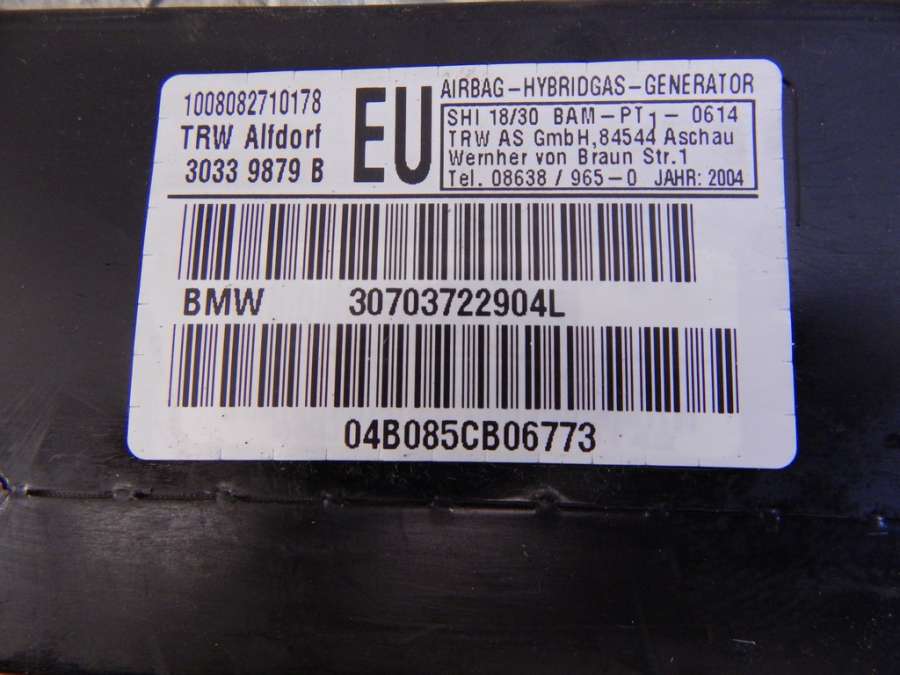 1008082710178
TRW Alfdorf
3033 9879 B
EU
AIRBAG-HYBRIDGAS-GENERATOR
SHI 18/30 BAM-PT1-0614
TRW AS GmbH,84544 Aschau
Wernher von Braun Str.1
Tel. 08638 / 965-0 JAHR: 2004
BMW 30703722904L
04B085CB06773